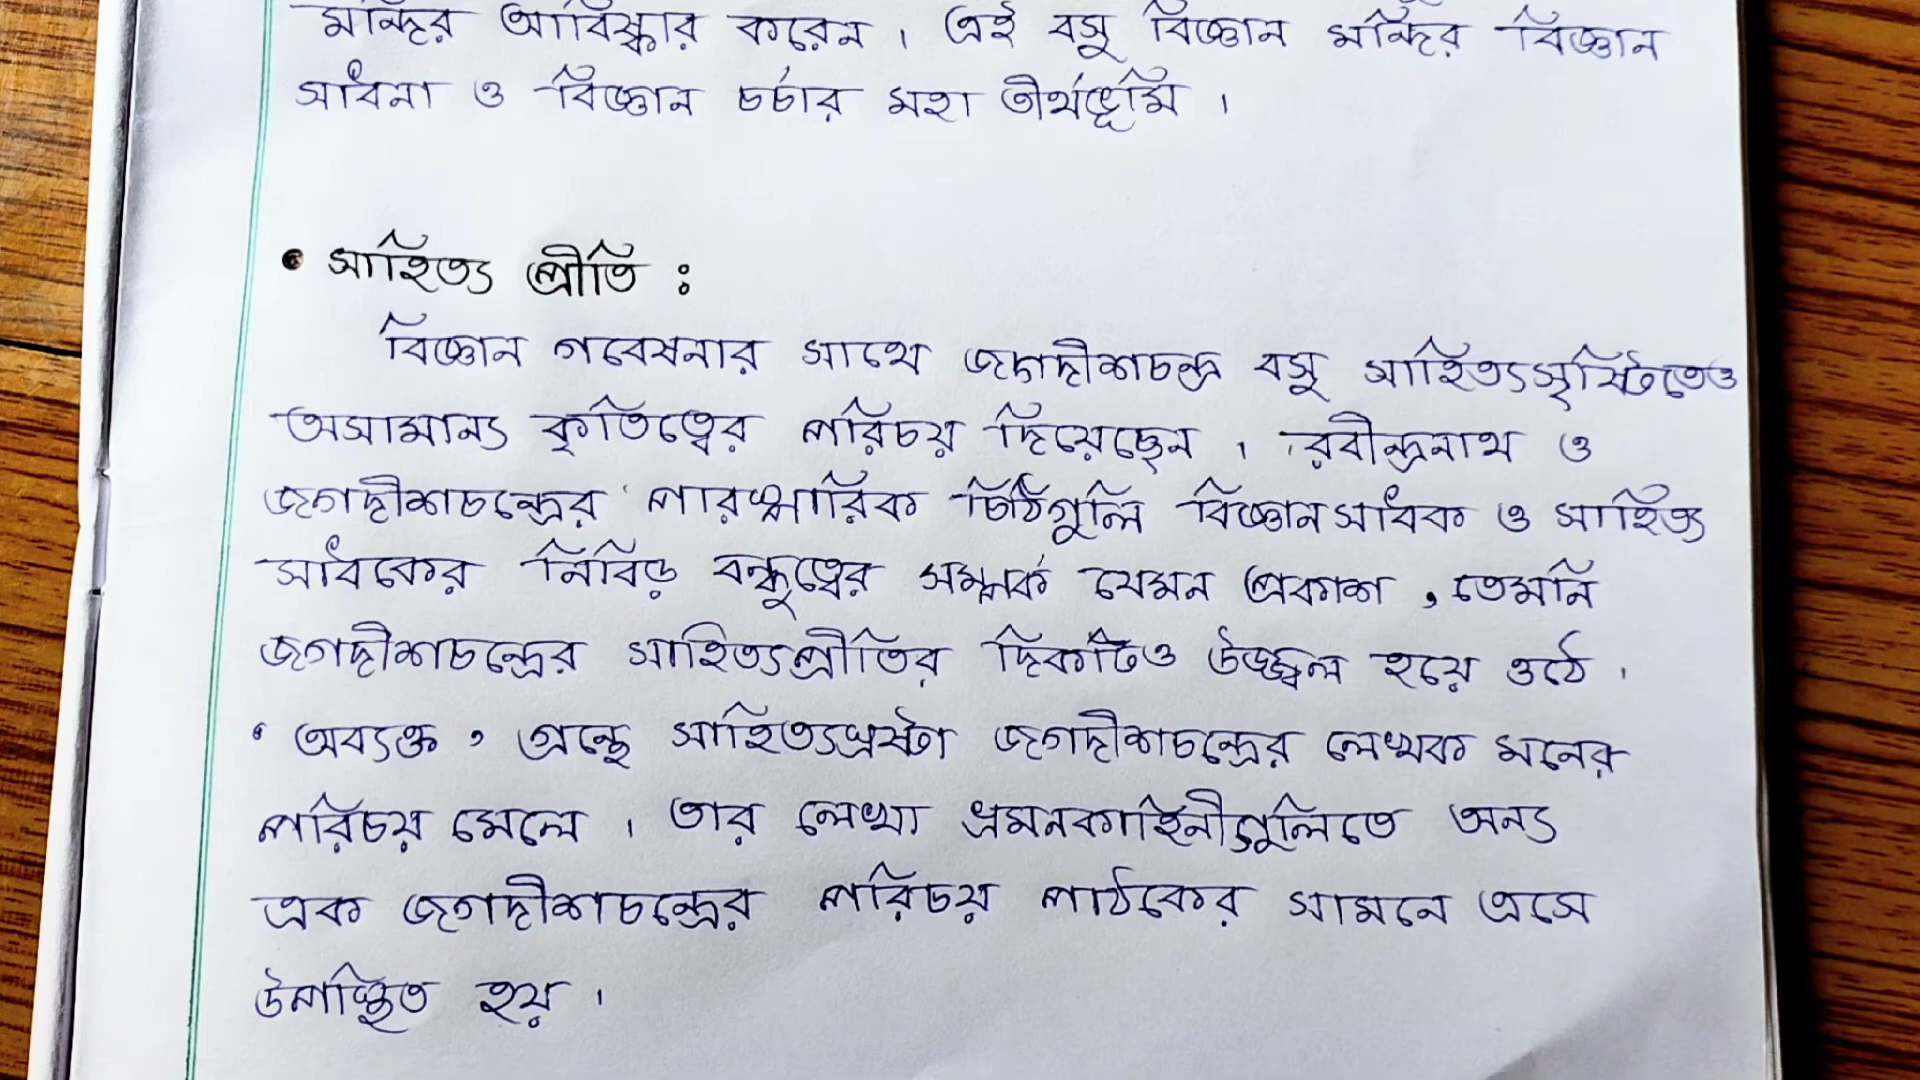 মন্দির আবিস্কার করেন। এই বসু বিজ্ঞান মন্দির বিজ্ঞান
সাধনা ও বিজ্ঞান চর্চার মহা তীর্থভূমি।
• সাহিত্য প্রীতি :
বিজ্ঞান গবেষনার সাথে জগদীশচন্দ্র বসু সাহিত্যসৃষ্টিতেও
অসামান্য কৃতিত্বের পরিচয় দিয়েছেন। রবীন্দ্রনাথ ও
জগদীশচন্দ্রের পারস্পারিক চিঠিগুলি বিজ্ঞানসাধক ও সাহিত্য
সাধকের নিবিড় বন্ধুত্বের সম্পর্ক যেমন প্রকাশ, তেমনি
জগদীশচন্দ্রের সাহিত্যপ্রীতির দিকটিও উজ্জ্বল হয়ে ওঠে।
‘অব্যক্ত’ গ্রন্থে সাহিত্যস্রষ্টা জগদীশচন্দ্রের লেখক মনের
পরিচয় মেলে। তার লেখা ভ্রমনকাহিনীগুলিতে অন্য
এক জগদীশচন্দ্রের পরিচয় পাঠকের সামনে এসে
উপস্থিত হয়।